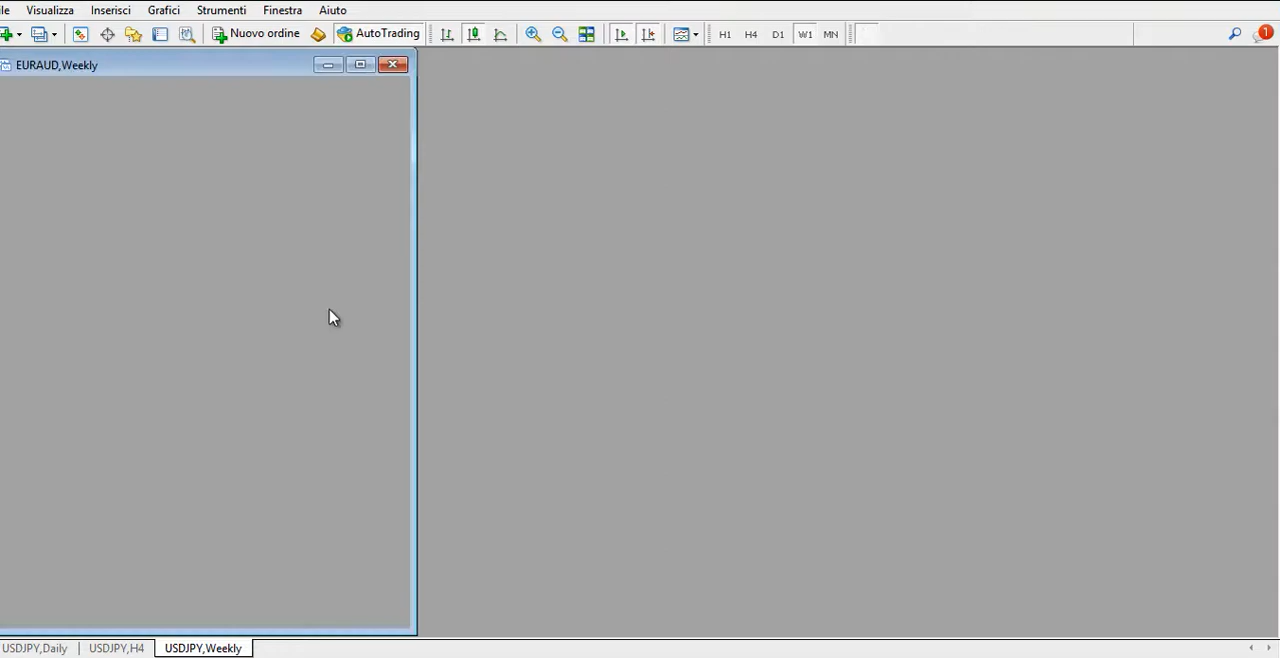 le Visualizza Inserisci Grafici Strumenti Finestra Aiuto
Nuovo ordine AutoTrading H1 H4 D1 W1 MN 1
EURAUD,Weekly
USDJPY,Daily USDJPY,H4 USDJPY,Weekly